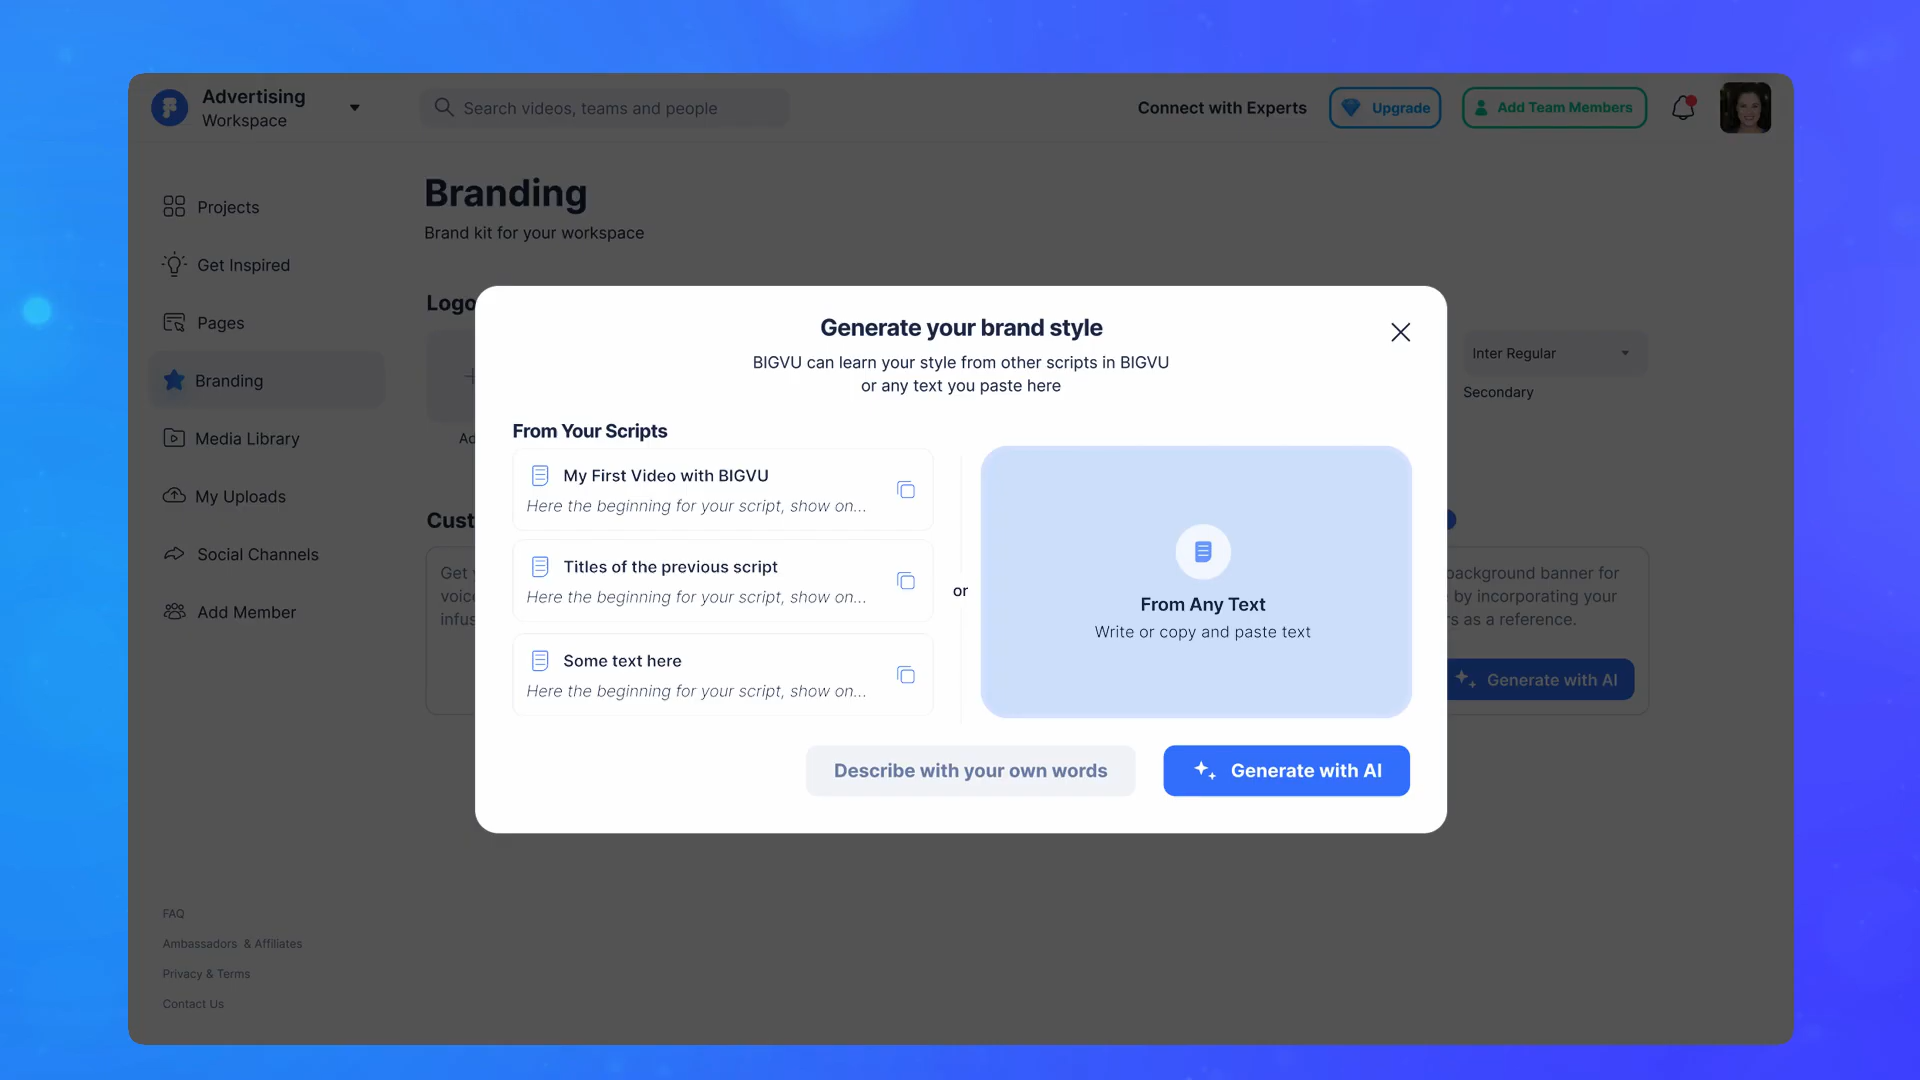 Advertising
Workspace
Search videos, teams and people
Connect with Experts
Upgrade
Add Team Members
Projects
Get Inspired
Pages
Branding
Media Library
My Uploads
Social Channels
Add Member
FAQ
Ambassadors & Affiliates
Privacy & Terms
Contact Us
Branding
Brand kit for your workspace
Logo
Inter Regular
Secondary
Generate your brand style
BIGVU can learn your style from other scripts in BIGVU
or any text you paste here
From Your Scripts
My First Video with BIGVU
Here the beginning for your script, show on...
Titles of the previous script
Here the beginning for your script, show on...
Some text here
Here the beginning for your script, show on...
or
From Any Text
Write or copy and paste text
Describe with your own words
Generate with AI
Get
background banner for
by incorporating your
as a reference.
Generate with AI